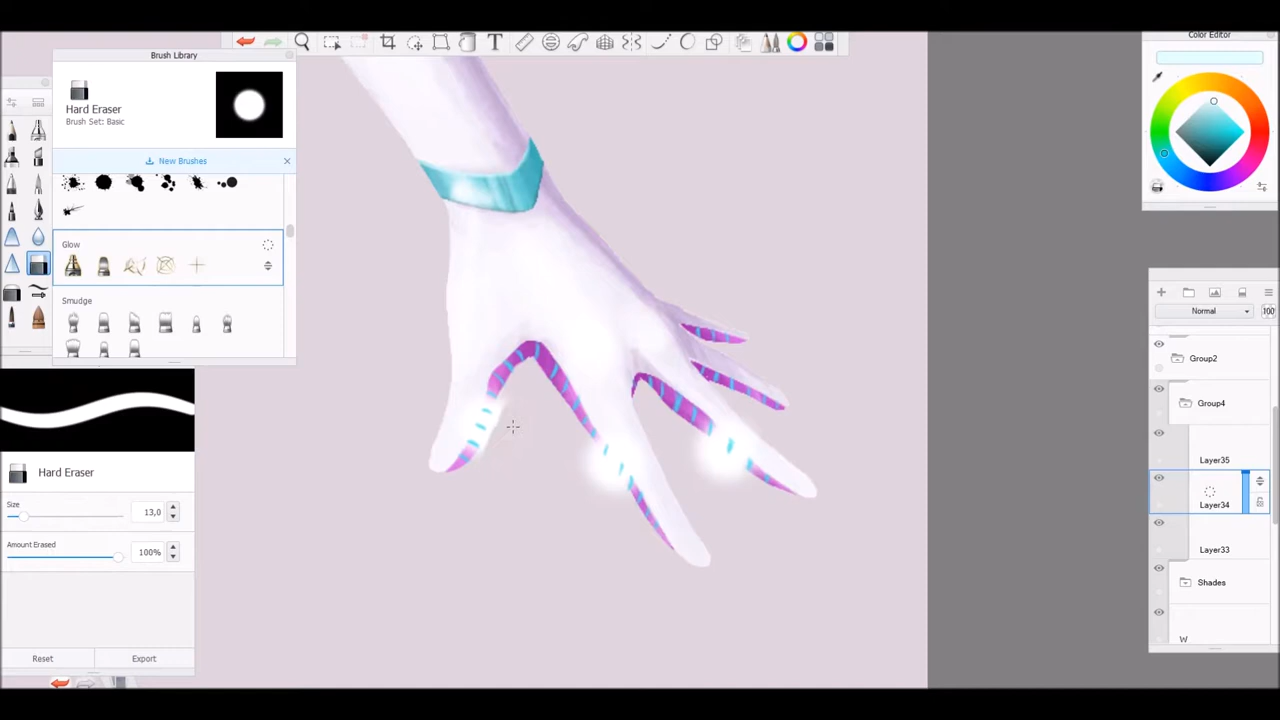 Brush Library
Hard Eraser
Brush Set: Basic
New Brushes
Glow
Smudge
Hard Eraser
Size
13,0
Amount Erased
100%
Reset
Export
T
Color Editor
Normal
100
Group2
Group4
Layer35
Layer34
Layer33
Shades
W